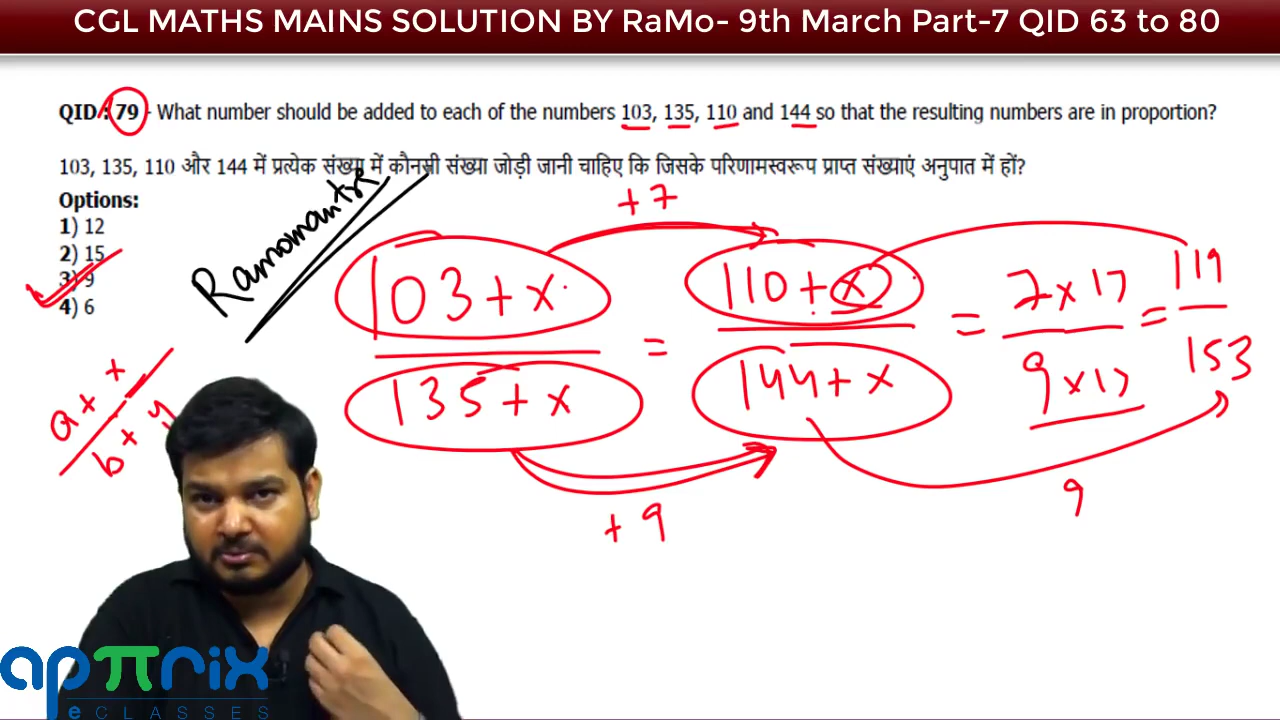 CGL MATHS MAINS SOLUTION BY RaMo- 9th March Part-7 QID 63 to 80
QID : 79 - What number should be added to each of the numbers 103, 135, 110 and 144 so that the resulting numbers are in proportion?
103, 135, 110 और 144 में प्रत्येक संख्या में कौनसी संख्या जोड़ी जानी चाहिए कि जिसके परिणामस्वरूप प्राप्त संख्याएं अनुपात में हों?
Options:
1) 12
2) 15
3) 9
4) 6
Ramomantra
+7
103 + x = 110 + x = 7 x 17 = 119
135 + x 144 + x 9 x 17 153
+9
9
a x +
b x y
apππrix
e CLASSES